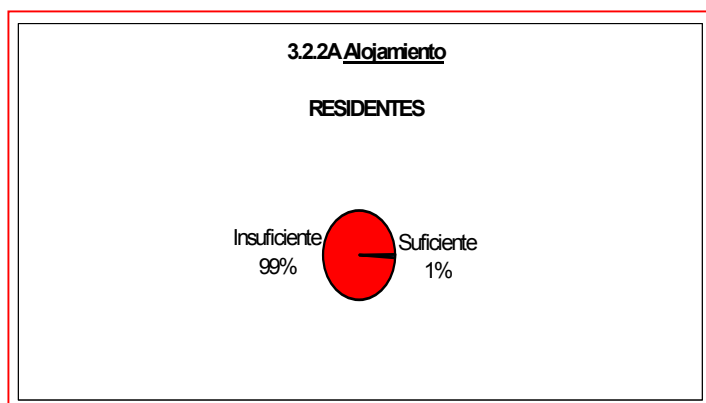 3.2.2A Alojamiento
RESIDENTES
Insuficiente
99%
Suficiente
1%